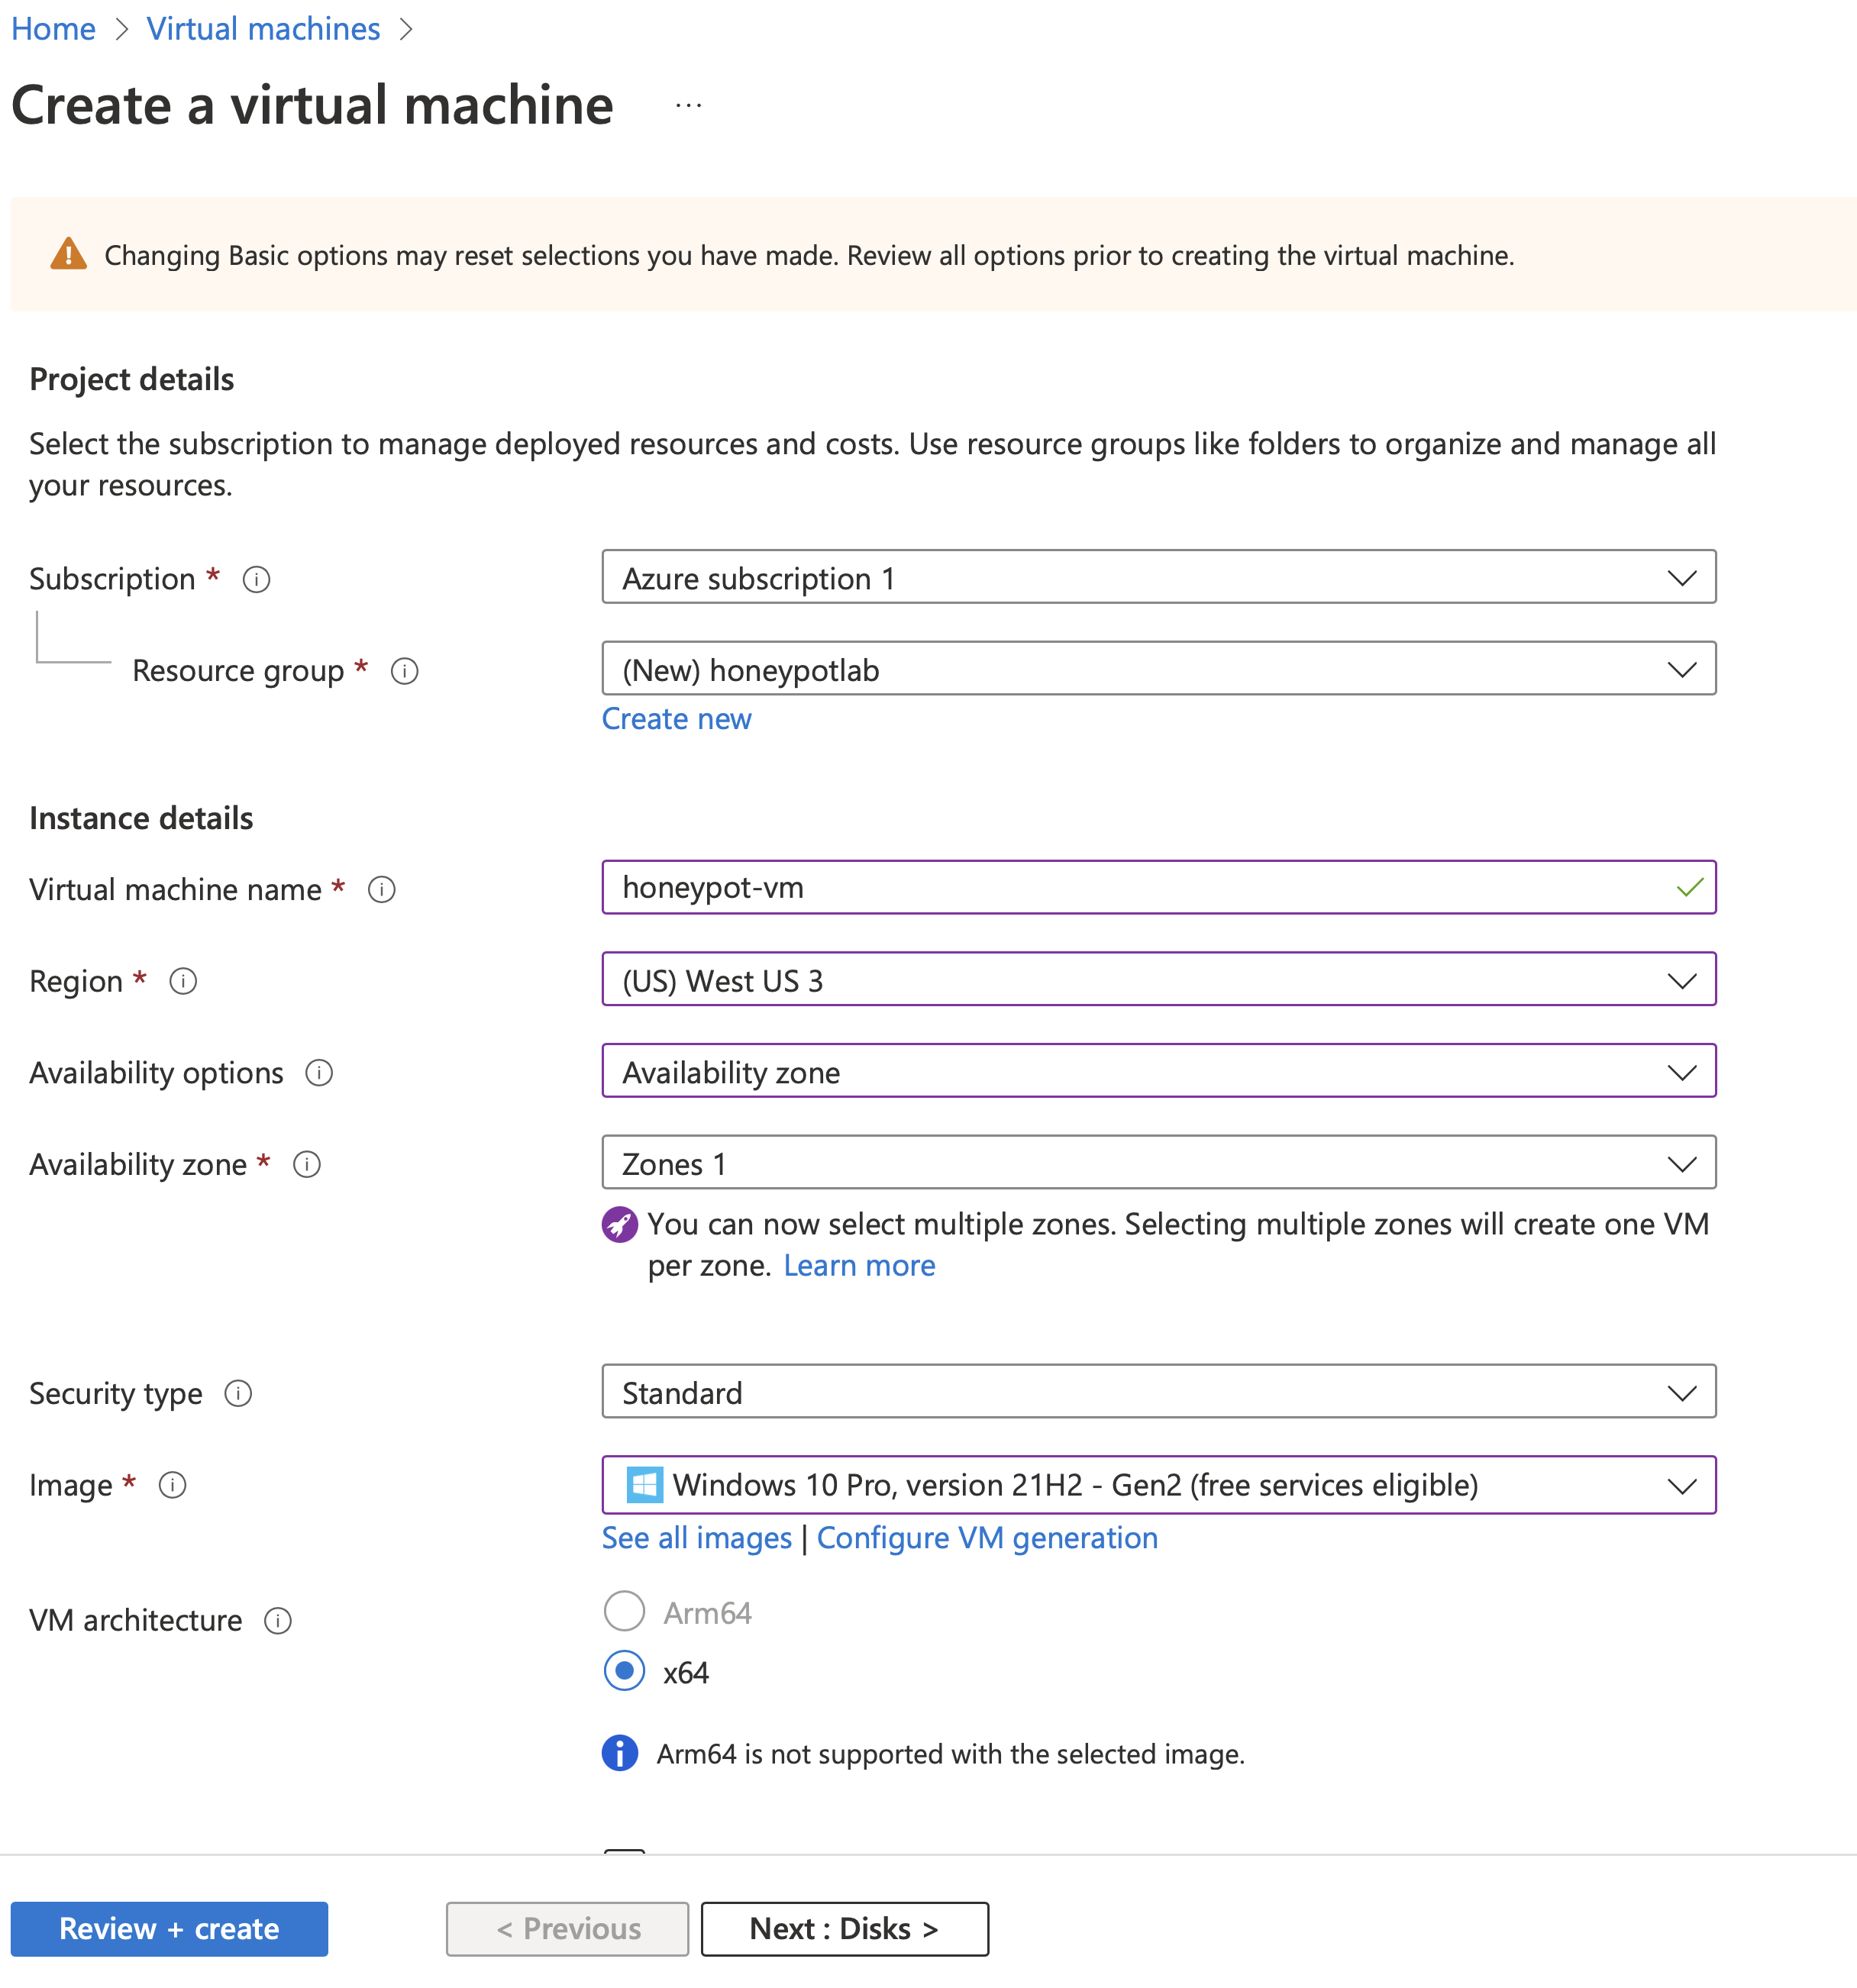 Home > Virtual machines >
Create a virtual machine ...
Changing Basic options may reset selections you have made. Review all options prior to creating the virtual machine.
Project details
Select the subscription to manage deployed resources and costs. Use resource groups like folders to organize and manage all
your resources.
Subscription * Azure subscription 1
Resource group * (New) honeypotlab
Create new
Instance details
Virtual machine name * honeypot-vm
Region * (US) West US 3
Availability options Availability zone
Availability zone * Zones 1
You can now select multiple zones. Selecting multiple zones will create one VM
per zone. Learn more
Security type Standard
Image * Windows 10 Pro, version 21H2 - Gen2 (free services eligible)
See all images | Configure VM generation
VM architecture Arm64
x64
Arm64 is not supported with the selected image.
Review + create < Previous Next : Disks >